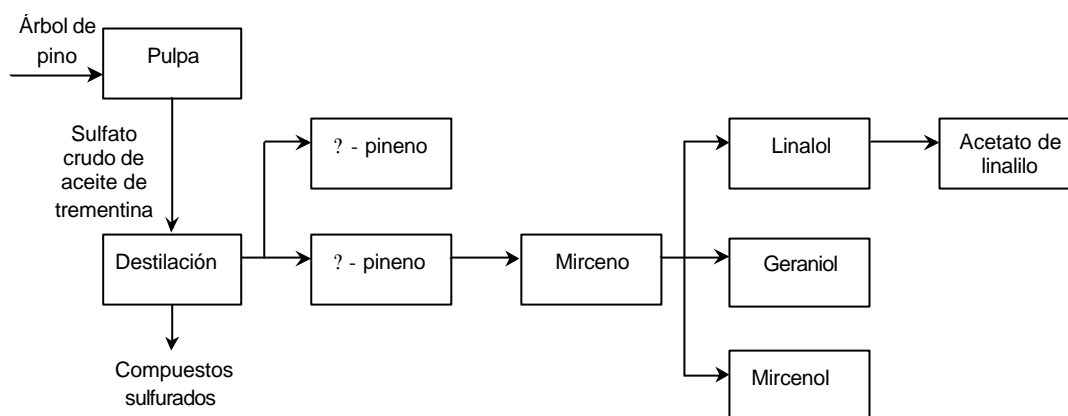 Árbol de
pino
Pulpa
Sulfato
crudo de
aceite de
trementina
? - pineno
Linalol
Acetato de
linalilo
Destilación
? - pineno
Mirceno
Geraniol
Compuestos
sulfurados
Mircenol